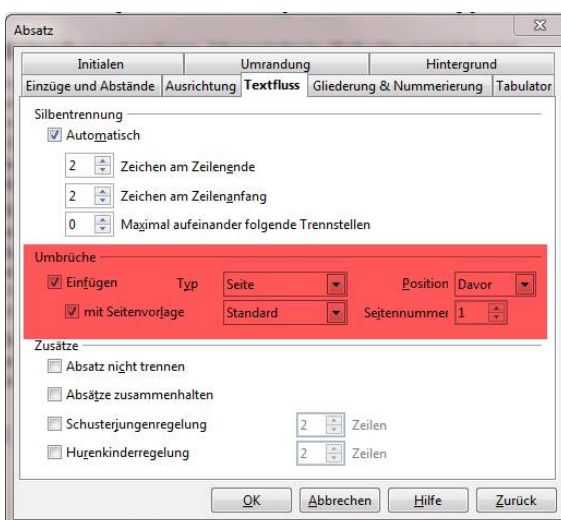 Absatz
Initialen Umrandung Hintergrund
Einzüge und Abstände Ausrichtung Textfluss Gliederung & Nummerierung Tabulator
Silbentrennung
Automatisch
2 Zeichen am Zeilenende
2 Zeichen am Zeilenanfang
0 Maximal aufeinander folgende Trennstellen
Umbrüche
Einfügen Typ Seite Position Davor
mit Seitenvorlage Standard Seitennummer 1
Zusätze
Absatz nicht trennen
Absätze zusammenhalten
Schusterjungenregelung 2 Zeilen
Hurenkinderregelung 2 Zeilen
OK Abbrechen Hilfe Zurück